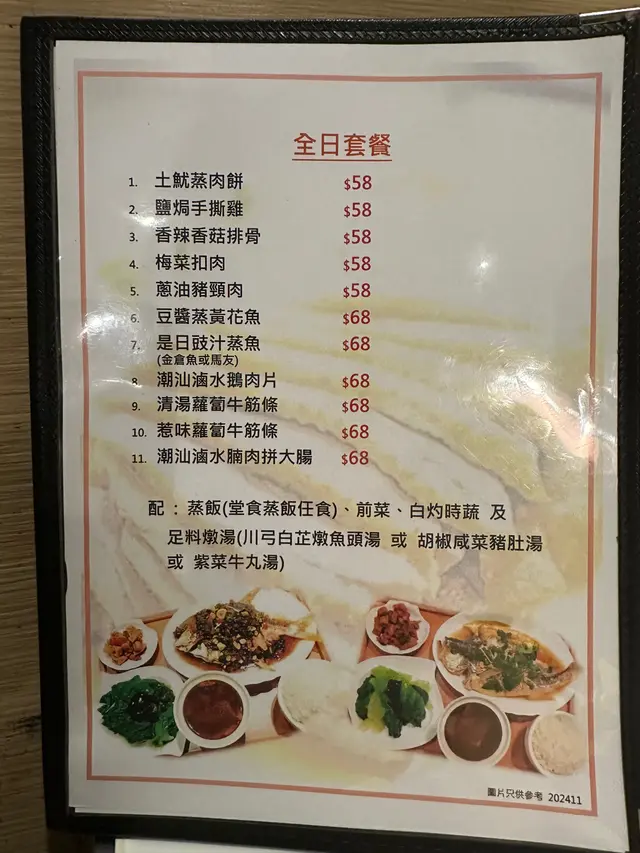 全日套餐
1. 土魷蒸肉餅 $58
2. 鹽焗手撕雞 $58
3. 香辣香菇排骨 $58
4. 梅菜扣肉 $58
5. 蔥油豬頸肉 $58
6. 豆醬蒸黃花魚 $68
7. 是日豉汁蒸魚 $68
(金倉魚或馬友)
8. 潮汕滷水鵝肉片 $68
9. 清湯蘿蔔牛筋條 $68
10. 惹味蘿蔔牛筋條 $68
11. 潮汕滷水腩肉拼大腸 $68
配 : 蒸飯(堂食蒸飯任食)、前菜、白灼時蔬 及
足料燉湯(川弓白芷燉魚頭湯 或 胡椒咸菜豬肚湯
或 紫菜牛丸湯)
圖片只供參考 202411